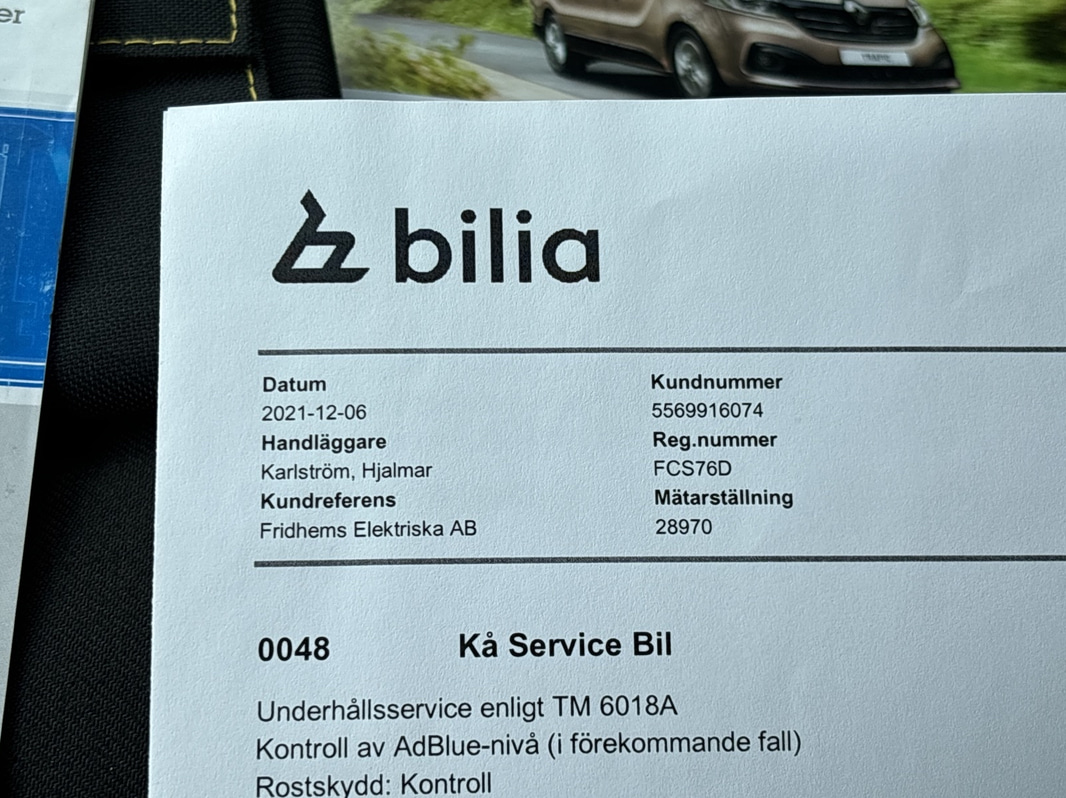 er
bilia
Datum
2021-12-06
Handläggare
Karlström, Hjalmar
Kundreferens
Fridhems Elektriska AB
Kundnummer
5569916074
Reg.nummer
FCS76D
Mätarställning
28970
0048 Kå Service Bil
Underhållsservice enligt TM 6018A
Kontroll av AdBlue-nivå (i förekommande fall)
Rostskydd: Kontroll